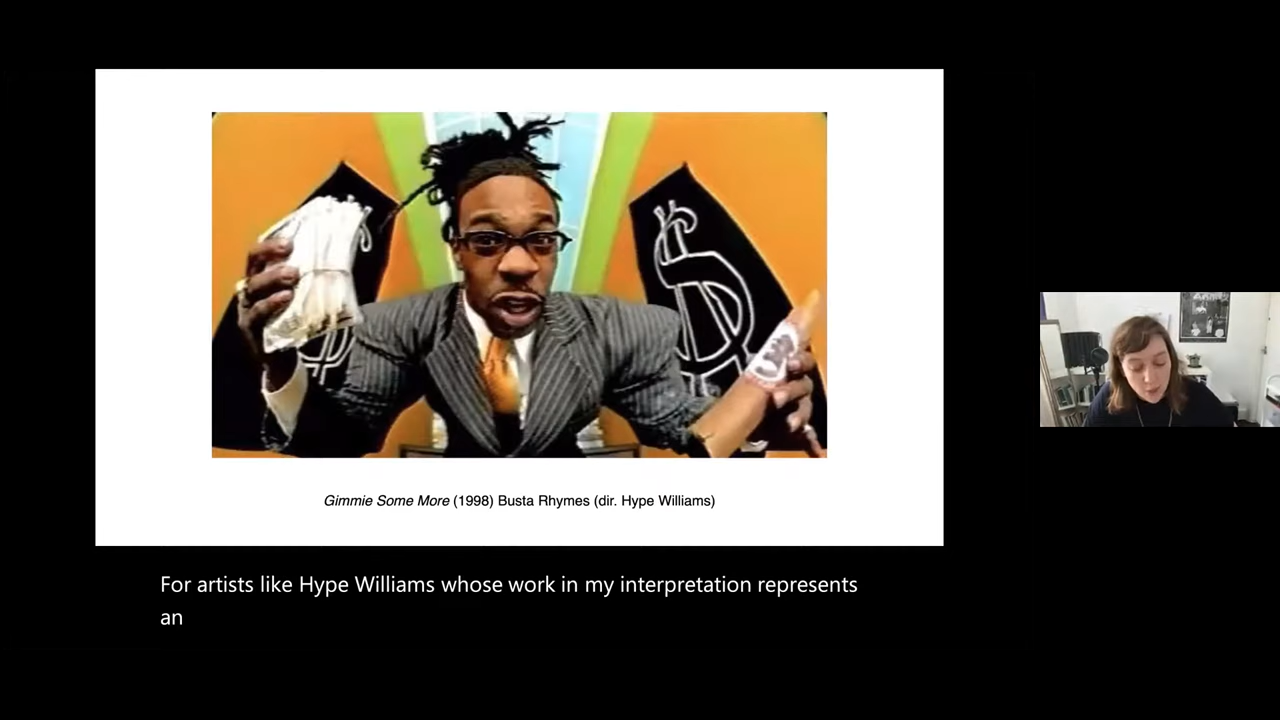 Gimmie Some More (1998) Busta Rhymes (dir. Hype Williams)
For artists like Hype Williams whose work in my interpretation represents
an